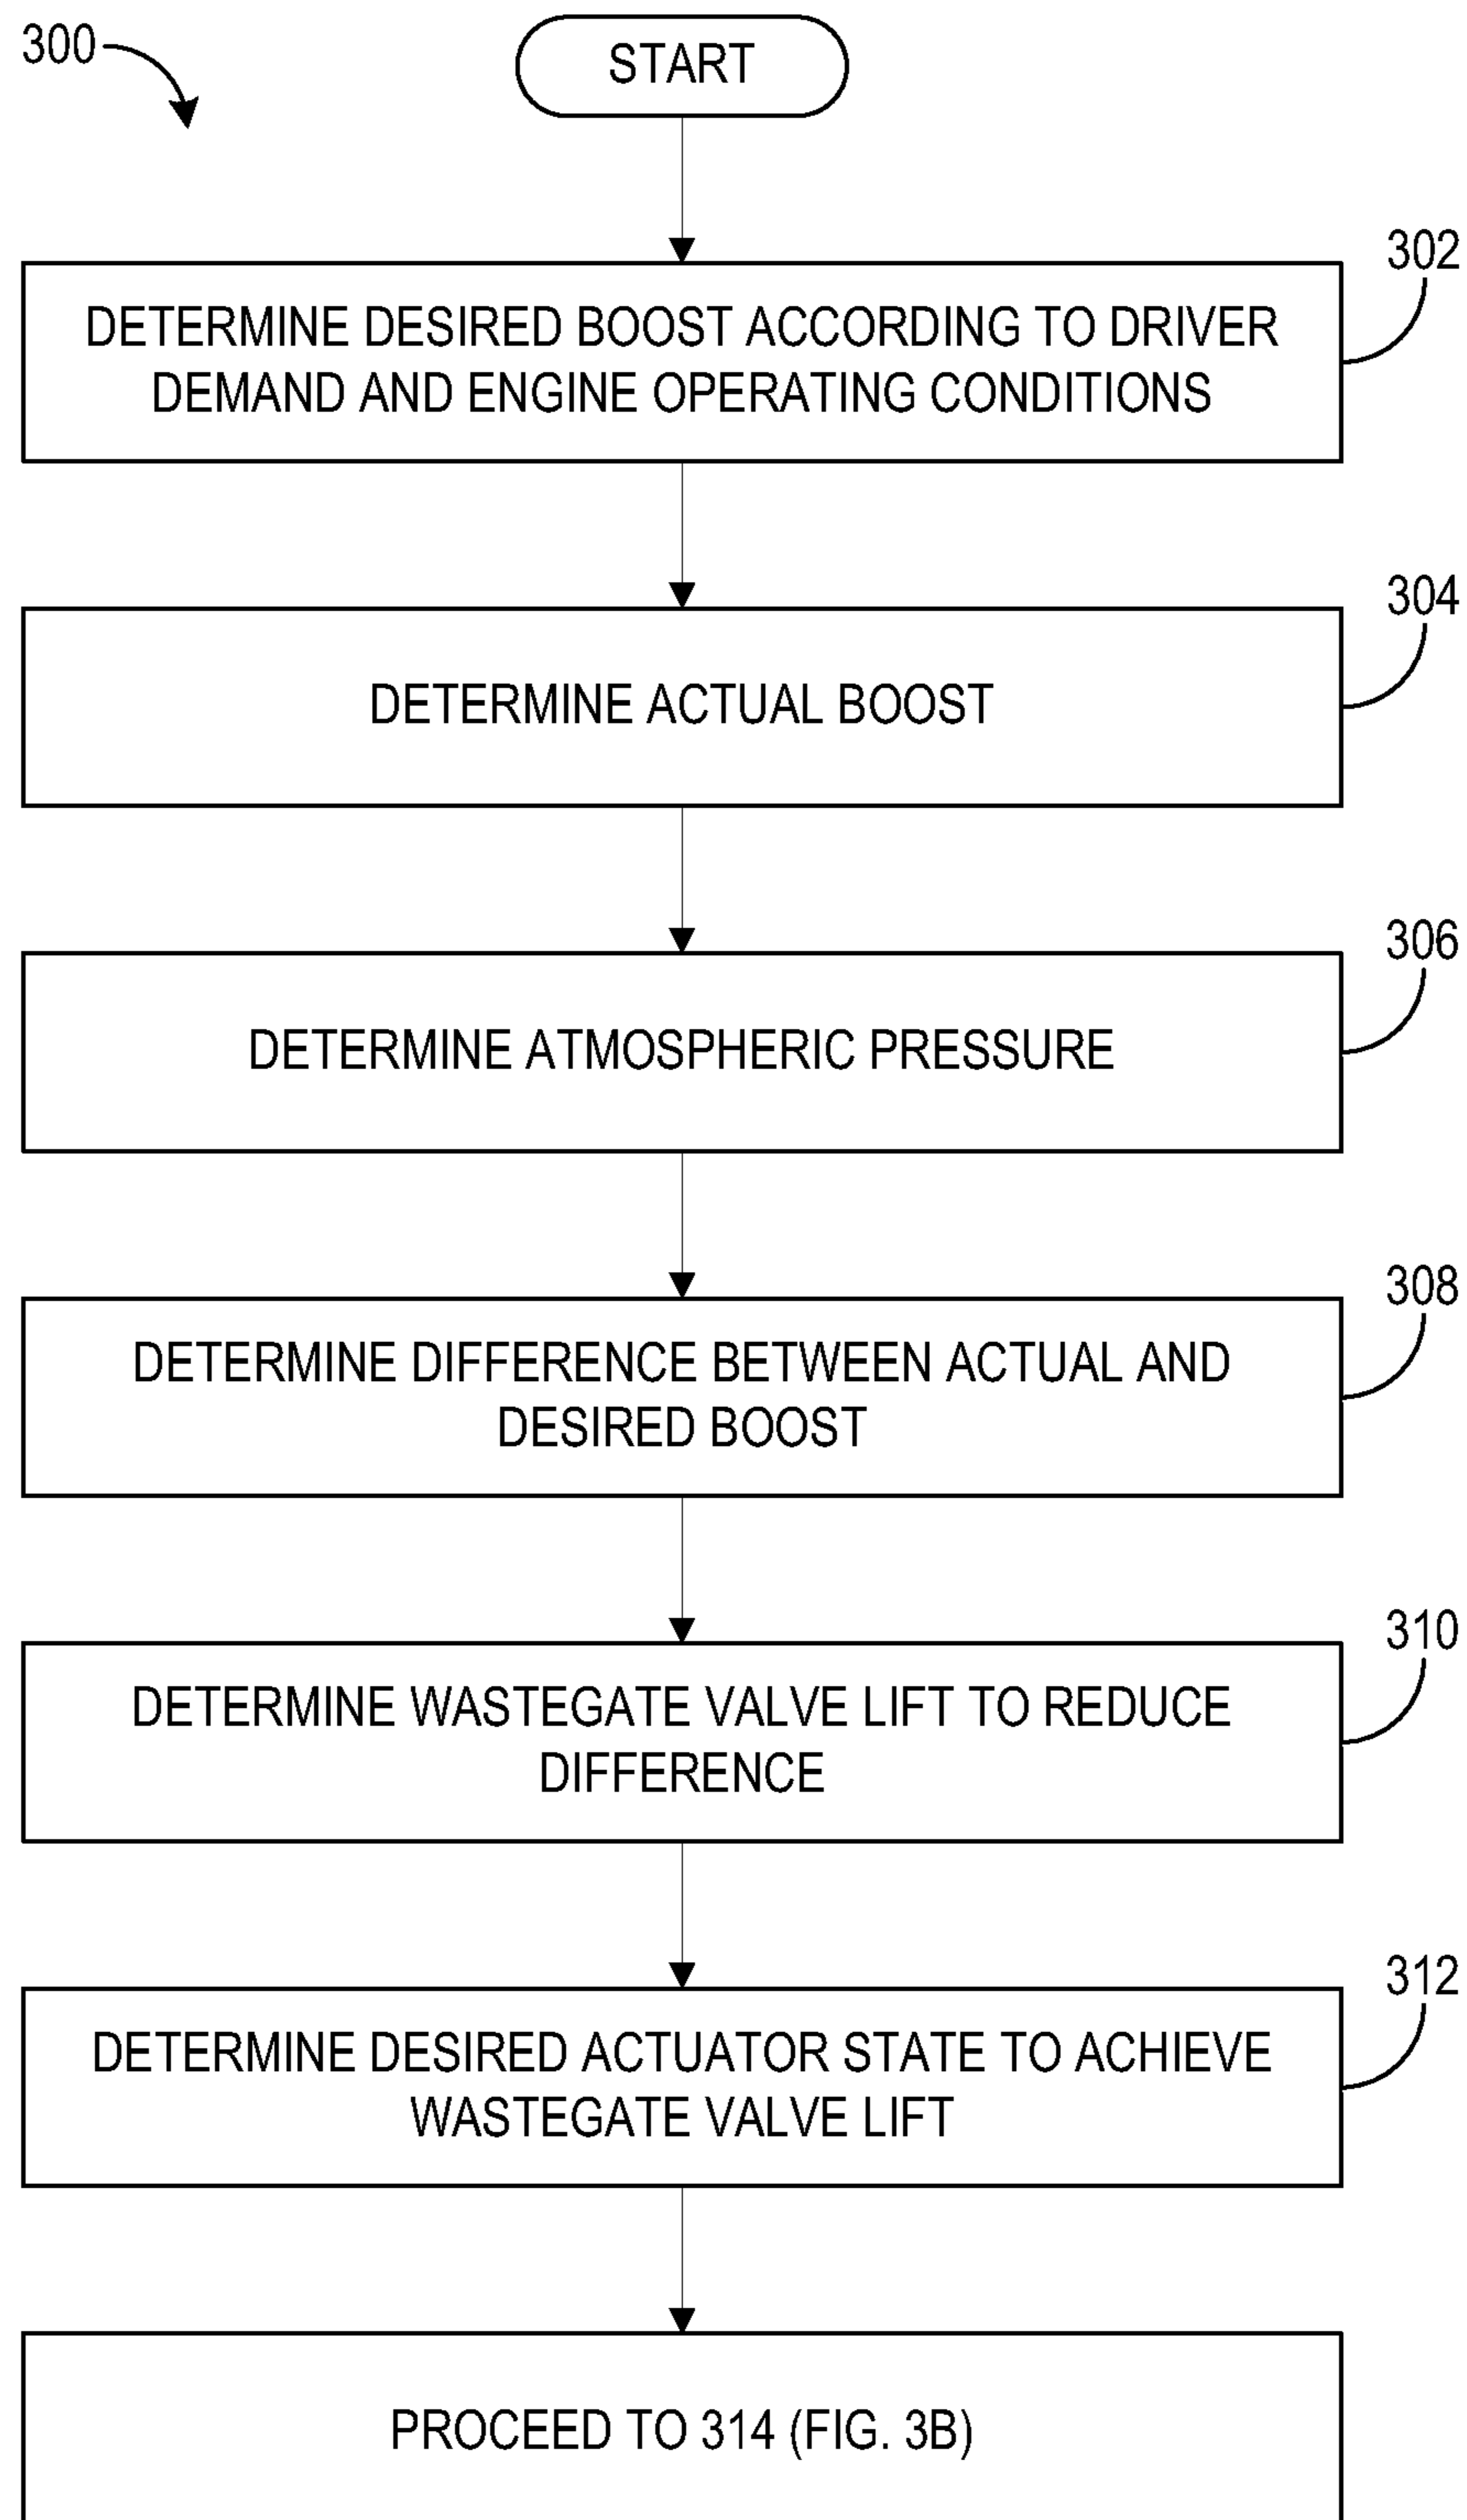 300
START
302
DETERMINE DESIRED BOOST ACCORDING TO DRIVER
DEMAND AND ENGINE OPERATING CONDITIONS
304
DETERMINE ACTUAL BOOST
306
DETERMINE ATMOSPHERIC PRESSURE
308
DETERMINE DIFFERENCE BETWEEN ACTUAL AND
DESIRED BOOST
310
DETERMINE WASTEGATE VALVE LIFT TO REDUCE
DIFFERENCE
312
DETERMINE DESIRED ACTUATOR STATE TO ACHIEVE
WASTEGATE VALVE LIFT
PROCEED TO 314 (FIG. 3B)